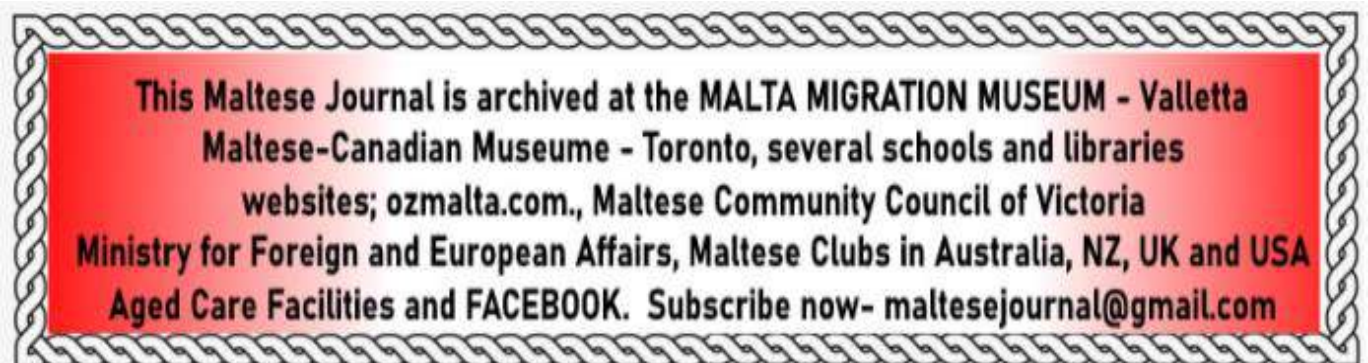 This Maltese Journal is archived at the MALTA MIGRATION MUSEUM - Valletta
Maltese-Canadian Museume - Toronto, several schools and libraries
websites; ozmalta.com., Maltese Community Council of Victoria
Ministry for Foreign and European Affairs, Maltese Clubs in Australia, NZ, UK and USA
Aged Care Facilities and FACEBOOK. Subscribe now- maltesejournal@gmail.com